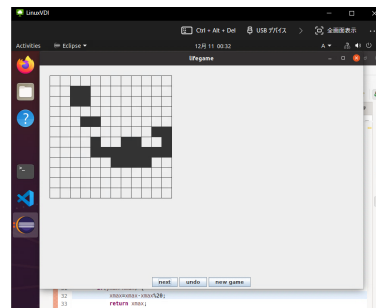 LinuxVDI
Ctrl + Alt + Del USB デバイス 全画面表示
Activities Eclipse 12月 11 00:32 A
lifegame
next undo new game
32 xmax=xmax-xmax%20;
33 return xmax;